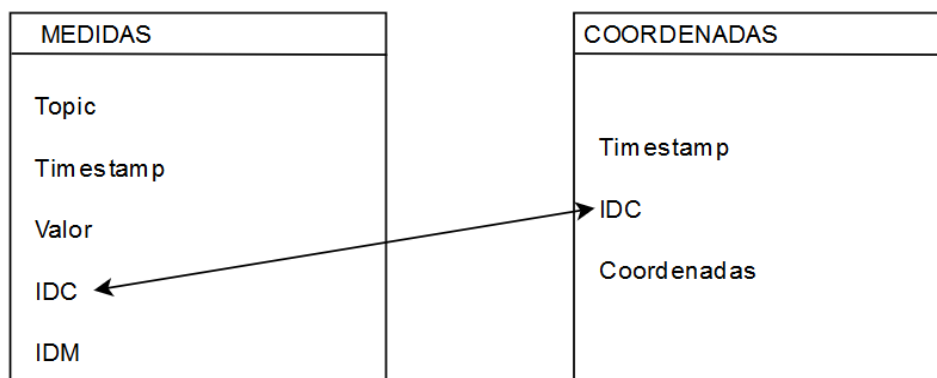 MEDIDAS
Topic
Timestamp
Valor
IDC
IDM
COORDENADAS
Timestamp
IDC
Coordenadas